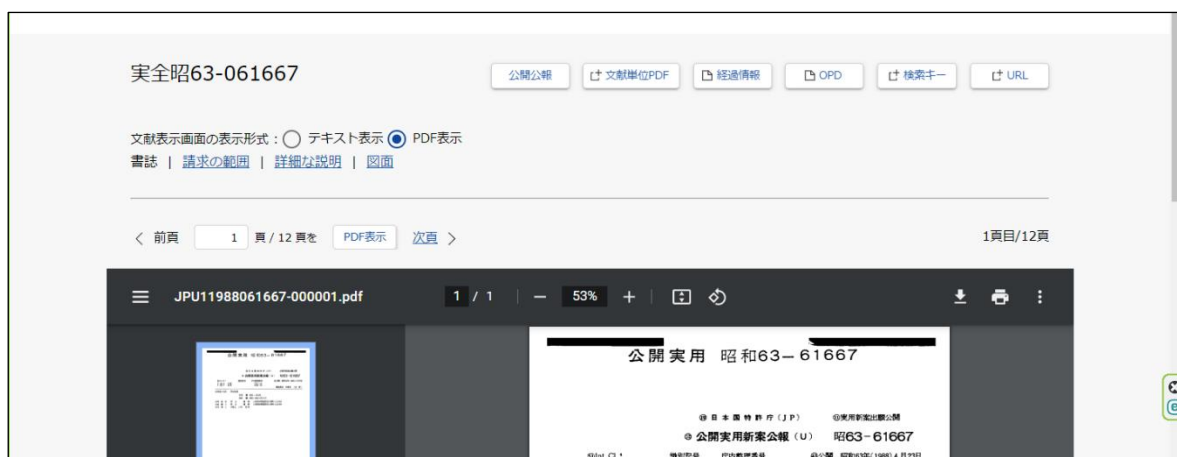 実全昭63-061667
公開公報 文献単位PDF 経過情報 OPD 検索キー URL
文献表示画面の表示形式： テキスト表示 PDF表示
書誌 | 請求の範囲 | 詳細な説明 | 図面
前頁 1 頁 / 12 頁を PDF表示 次頁
1頁目/12頁
JPU11988061667-000001.pdf 1 / 1 53%
公開実用 昭和63－61667
⑲日本国特許庁(JP) ⑪実用新案出願公開
公開実用新案公報 (U) 昭63－61667